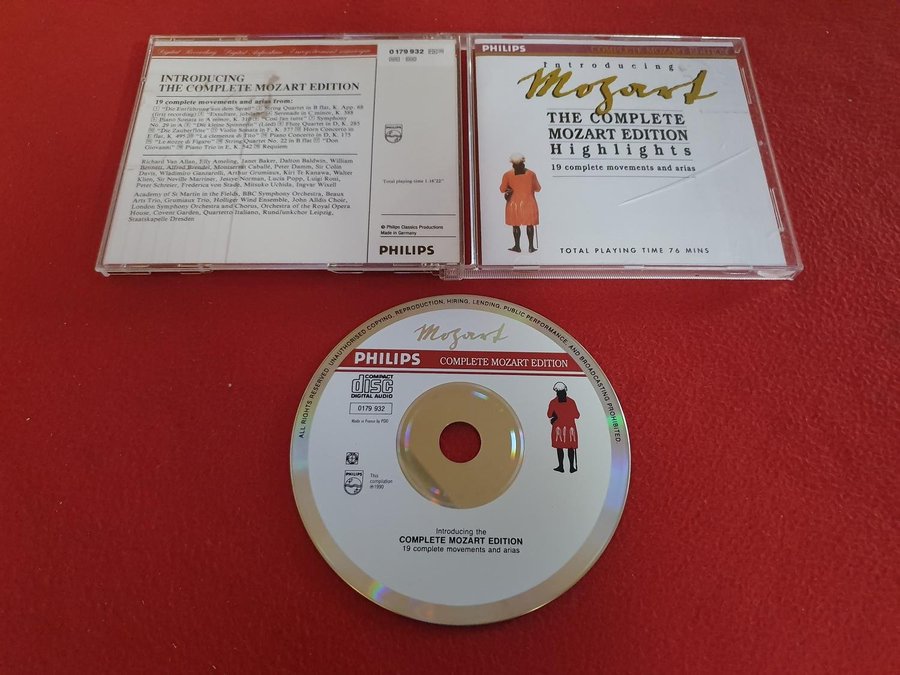 Digital Recording
0 179 932
INTRODUCING
THE COMPLETE MOZART EDITION
19 complete movements and arias from:
"Die Entführung aus dem Serail" String Quartet in B flat, K. App. 68
(first recording) "Exsultate, jubilate" Serenade in C minor, K. 388
Piano Sonata in A minor, K. 310 "Così fan tutte" Symphony
No. 29 in A "Die kleine Spinnerin" (Lied) Flute Quartet in D, K. 285
"Die Zauberflöte" Violin Sonata in F, K. 377 Horn Concerto in
E flat, K. 495 "La clemenza di Tito" Piano Concerto in D, K. 175
"Le nozze di Figaro" String Quartet No. 22 in B flat "Don
Giovanni" Piano Trio in E, K. 542 Requiem
Richard Van Allan, Elly Ameling, Janet Baker, Dalton Baldwin, William
Bennett, Alfred Brendel, Montserrat Caballé, Peter Damm, Sir Colin
Davis, Wladimiro Ganzarolli, Arthur Grumiaux, Kiri Te Kanawa, Walter
Klien, Sir Neville Marriner, Jessye Norman, Lucia Popp, Luigi Roni,
Peter Schreier, Frederica von Stade, Mitsuko Uchida, Ingvar Wixell
Academy of St Martin in the Fields, BBC Symphony Orchestra, Beaux
Arts Trio, Grumiaux Trio, Holliger Wind Ensemble, John Alldis Choir,
London Symphony Orchestra and Chorus, Orchestra of the Royal Opera
House, Covent Garden, Quartetto Italiano, Rundfunkchor Leipzig,
Staatskapelle Dresden
Total playing time 1:16'22"
℗ Philips Classics Productions
Made in Germany
PHILIPS
PHILIPS
COMPLETE MOZART EDITION
Introducing
Mozart
THE COMPLETE
MOZART EDITION
Highlights
19 complete movements and arias
TOTAL PLAYING TIME 76 MINS
ALL RIGHTS RESERVED. UNAUTHORISED COPYING, REPRODUCTION, HIRING, LENDING, PUBLIC PERFORMANCE AND BROADCASTING PROHIBITED
Mozart
PHILIPS
COMPLETE MOZART EDITION
COMPACT
disc
DIGITAL AUDIO
0179 932
Made in France by PDO
This
compilation
℗ 1990
PHILIPS
Introducing the
COMPLETE MOZART EDITION
19 complete movements and arias